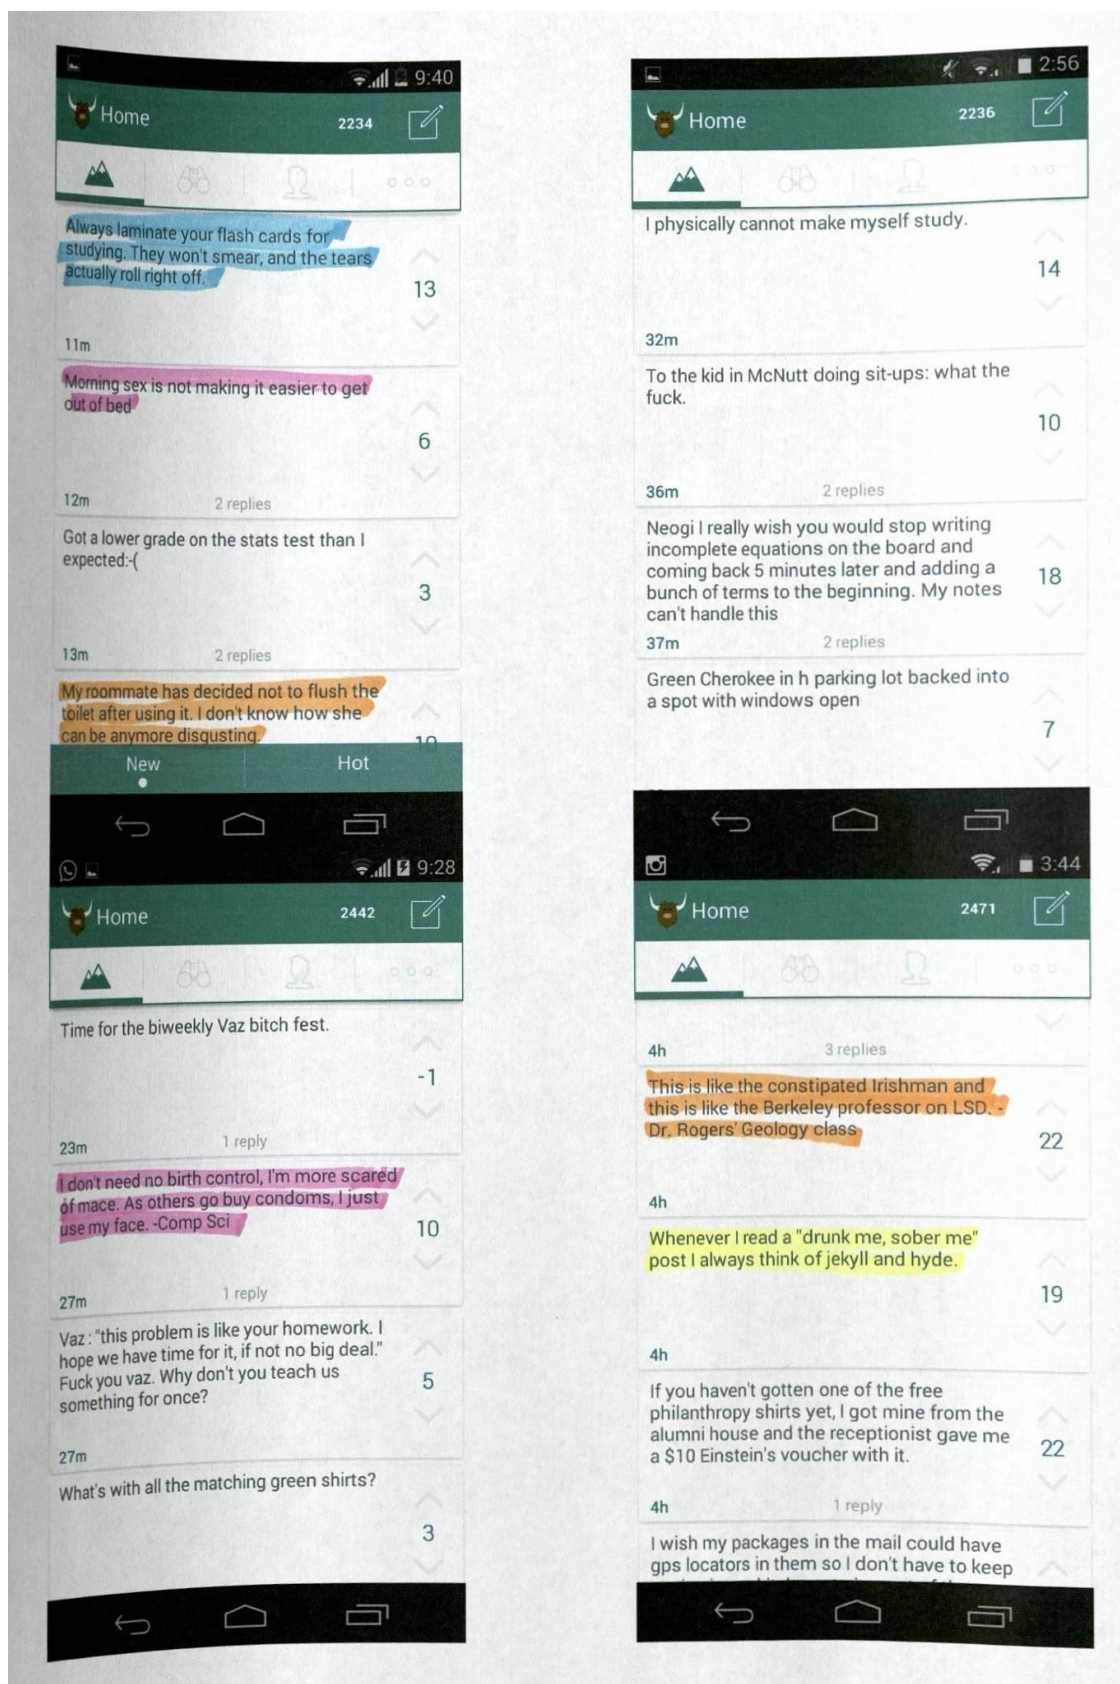 9:40
Home
2234
Always laminate your flash cards for
studying. They won't smear, and the tears
actually roll right off.
13
11m
Morning sex is not making it easier to get
out of bed
6
12m
2 replies
Got a lower grade on the stats test than I
expected:-(
3
13m
2 replies
My roommate has decided not to flush the
toilet after using it. I don't know how she
can be anymore disgusting.
10
New
Hot
2:56
Home
2236
I physically cannot make myself study.
14
32m
To the kid in McNutt doing sit-ups: what the
fuck.
10
36m
2 replies
Neogi I really wish you would stop writing
incomplete equations on the board and
coming back 5 minutes later and adding a
bunch of terms to the beginning. My notes
can't handle this
18
37m
2 replies
Green Cherokee in h parking lot backed into
a spot with windows open
7
9:28
Home
2442
Time for the biweekly Vaz bitch fest.
-1
23m
1 reply
I don't need no birth control, I'm more scared
of mace. As others go buy condoms, I just
use my face. -Comp Sci
10
27m
1 reply
Vaz : "this problem is like your homework. I
hope we have time for it, if not no big deal."
Fuck you vaz. Why don't you teach us
something for once?
5
27m
What's with all the matching green shirts?
3
3:44
Home
2471
4h
3 replies
This is like the constipated Irishman and
this is like the Berkeley professor on LSD. -
Dr. Rogers' Geology class
22
4h
Whenever I read a "drunk me, sober me"
post I always think of jekyll and hyde.
19
4h
If you haven't gotten one of the free
philanthropy shirts yet, I got mine from the
alumni house and the receptionist gave me
a $10 Einstein's voucher with it.
22
4h
1 reply
I wish my packages in the mail could have
gps locators in them so I don't have to keep